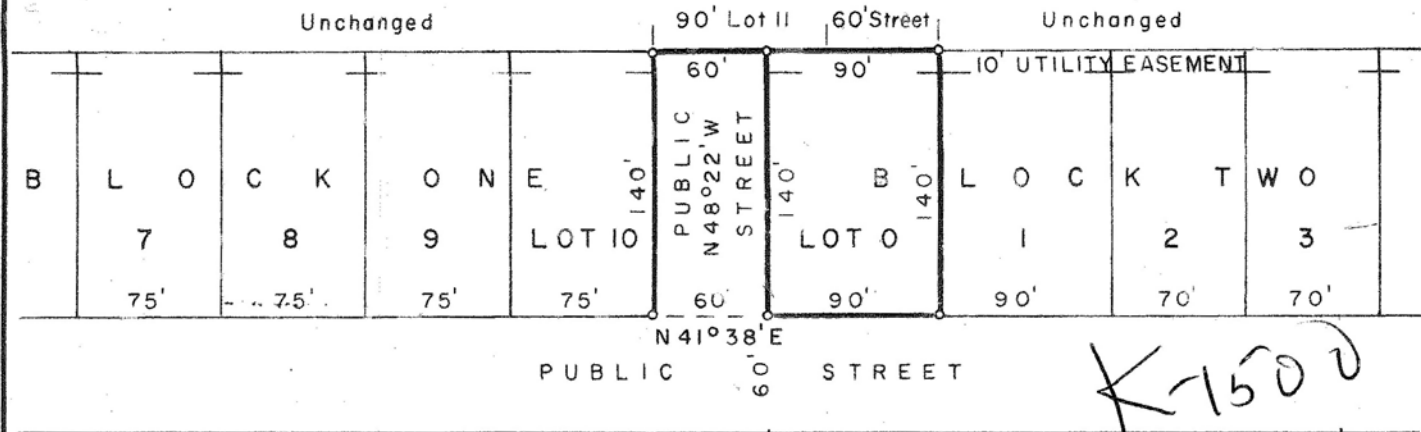 Unchanged 90' Lot 11 60' Street Unchanged
60' 90' 10' UTILITY EASEMENT
PUBLIC
N48°22'W
STREET
B L O C K O N E 140' 140' B 140' L O C K T W O
7 8 9 LOT 10 LOT 0 1 2 3
75' 75' 75' 75' 60' 90' 90' 70' 70'
N41°38'E
PUBLIC 60' STREET
K-1500